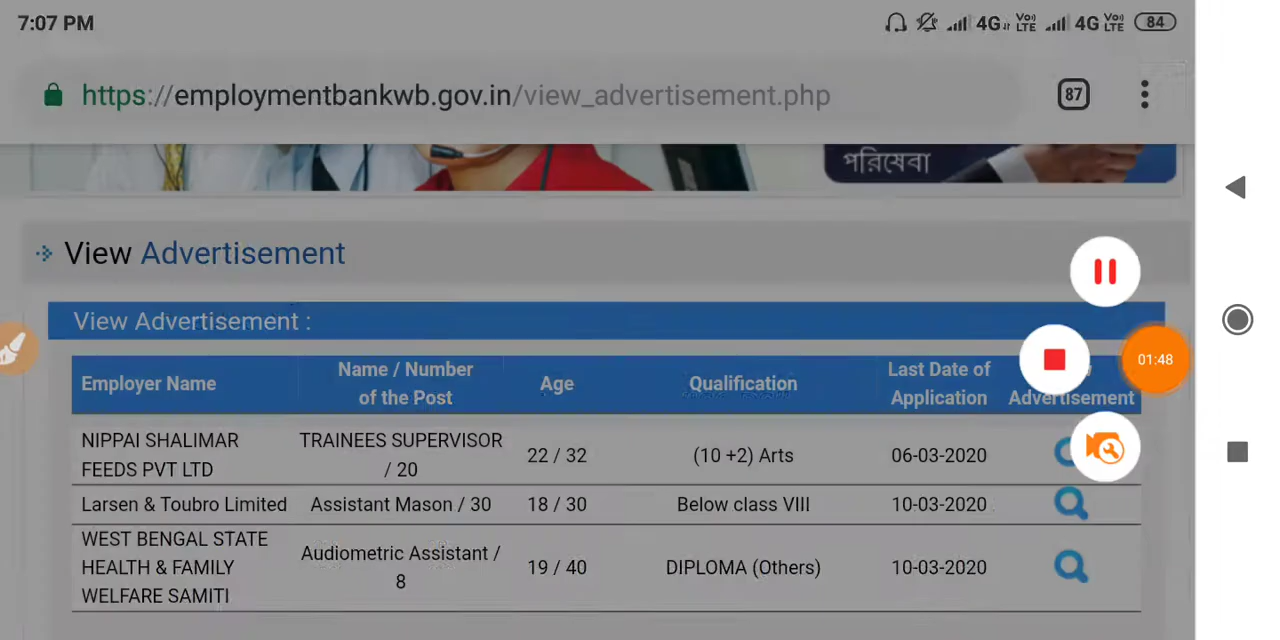 7:07 PM
4G VoLTE 4G VoLTE 84
https://employmentbankwb.gov.in/view_advertisement.php
87
পরিষেবা
View Advertisement
View Advertisement :
Employer Name
Name / Number
of the Post
Age
Qualification
Last Date of
Application
Advertisement
01:48
NIPPAI SHALIMAR
FEEDS PVT LTD
TRAINEES SUPERVISOR
/ 20
22 / 32
(10 +2) Arts
06-03-2020
Larsen & Toubro Limited
Assistant Mason / 30
18 / 30
Below class VIII
10-03-2020
WEST BENGAL STATE
HEALTH & FAMILY
WELFARE SAMITI
Audiometric Assistant /
8
19 / 40
DIPLOMA (Others)
10-03-2020